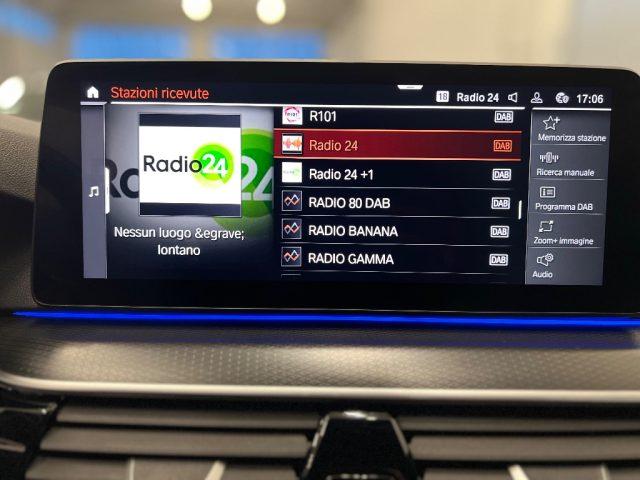 Stazioni ricevute
18 Radio 24 17:06
Radio24
24
Nessun luogo &egrave;
lontano
R101 DAB
Radio 24 DAB
Radio 24 +1 DAB
RADIO 80 DAB DAB
RADIO BANANA DAB
RADIO GAMMA DAB
Memorizza stazione
Ricerca manuale
Programma DAB
Zoom+ immagine
Audio